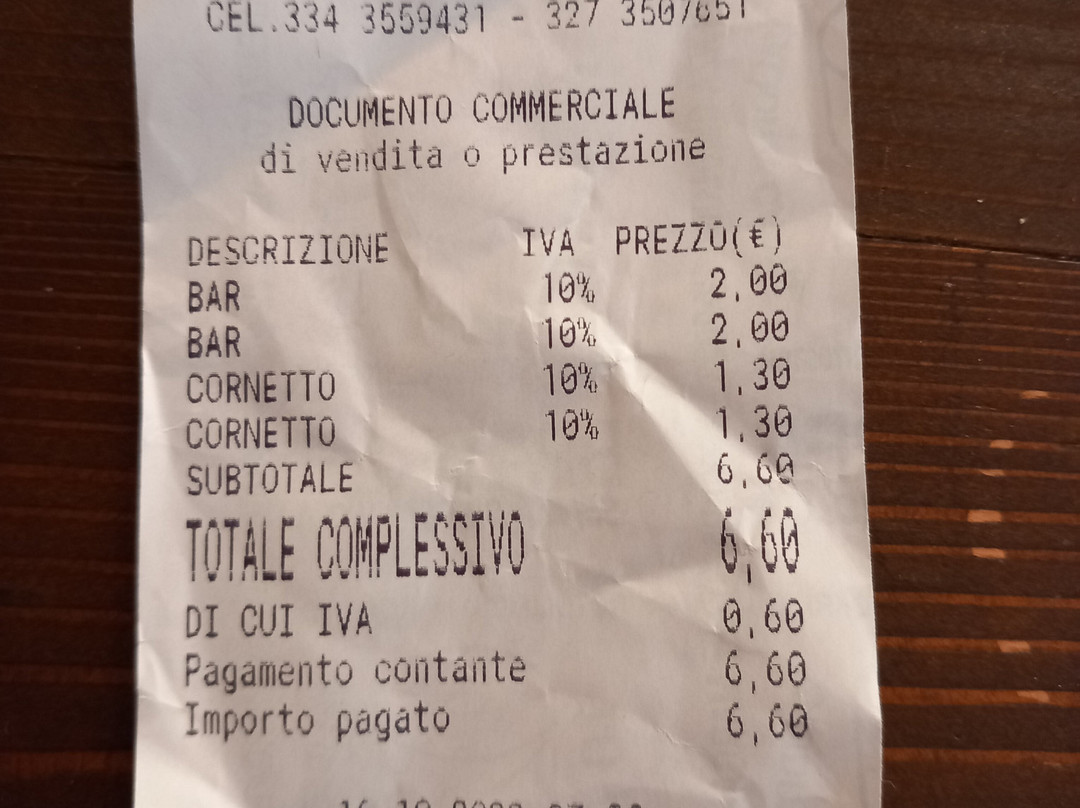 CEL.334 3559431 - 327 3507651
DOCUMENTO COMMERCIALE
di vendita o prestazione
DESCRIZIONE IVA PREZZO(€)
BAR 10% 2,00
BAR 10% 2,00
CORNETTO 10% 1,30
CORNETTO 10% 1,30
SUBTOTALE 6,60
TOTALE COMPLESSIVO 6,60
DI CUI IVA 0,60
Pagamento contante 6,60
Importo pagato 6,60